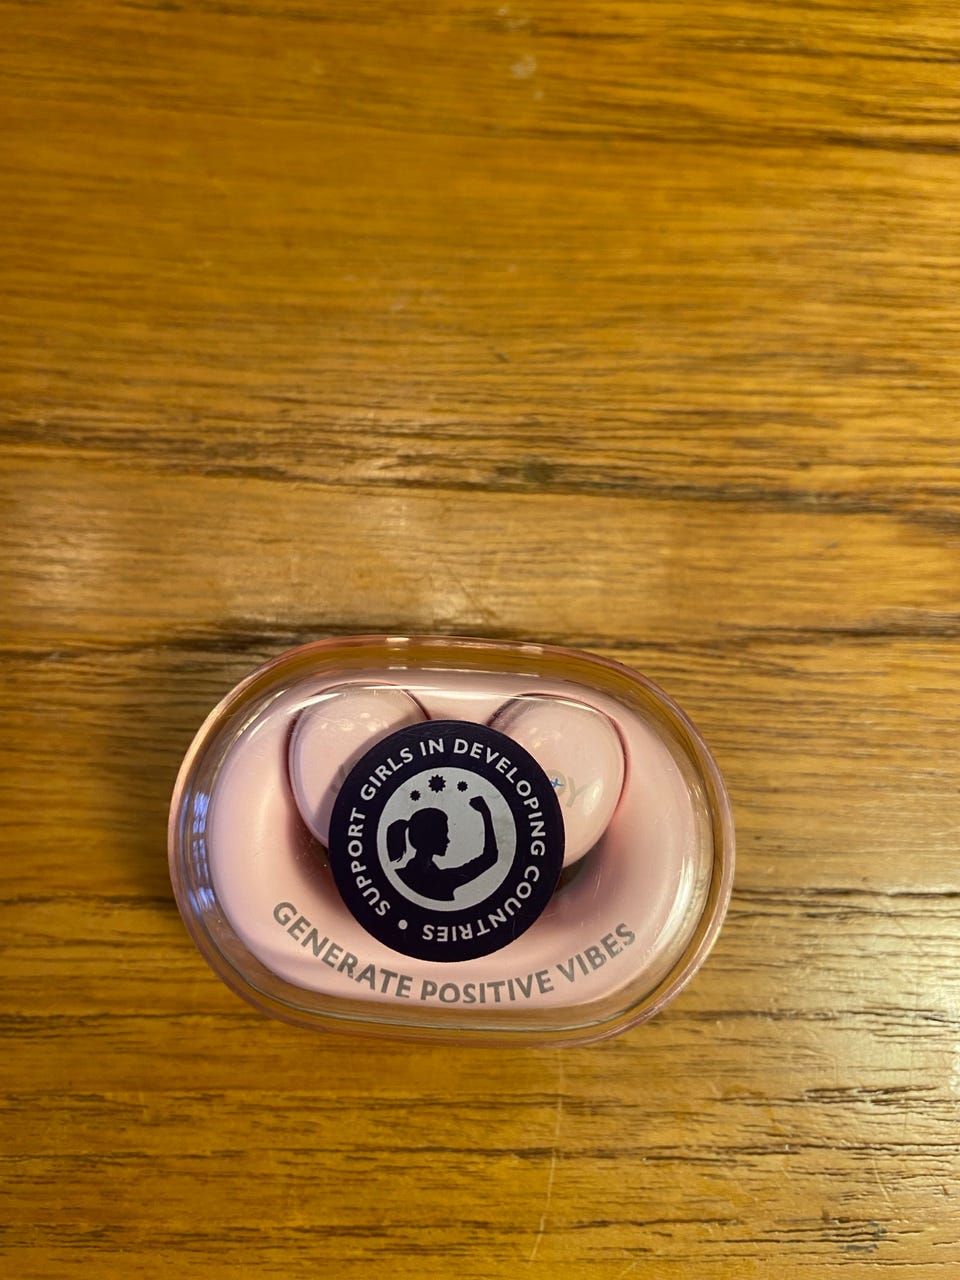 SUPPORT GIRLS IN DEVELOPING COUNTRIES •
GENERATE POSITIVE VIBES